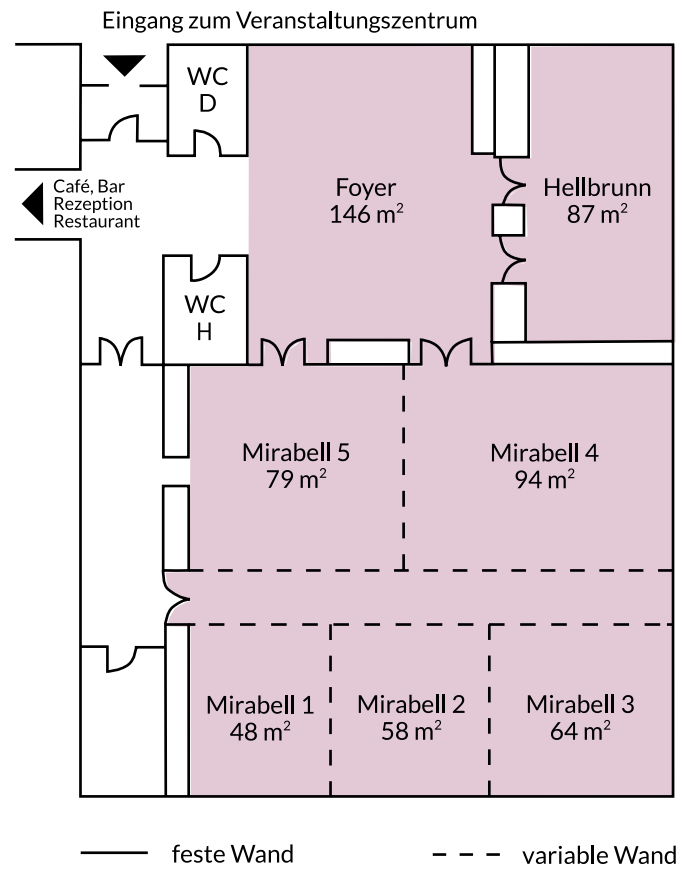 Eingang zum Veranstaltungszentrum
WC
D
Café, Bar
Rezeption
Restaurant
Foyer
146 m²
Hellbrunn
87 m²
WC
H
Mirabell 5
79 m²
Mirabell 4
94 m²
Mirabell 1
48 m²
Mirabell 2
58 m²
Mirabell 3
64 m²
feste Wand
variable Wand